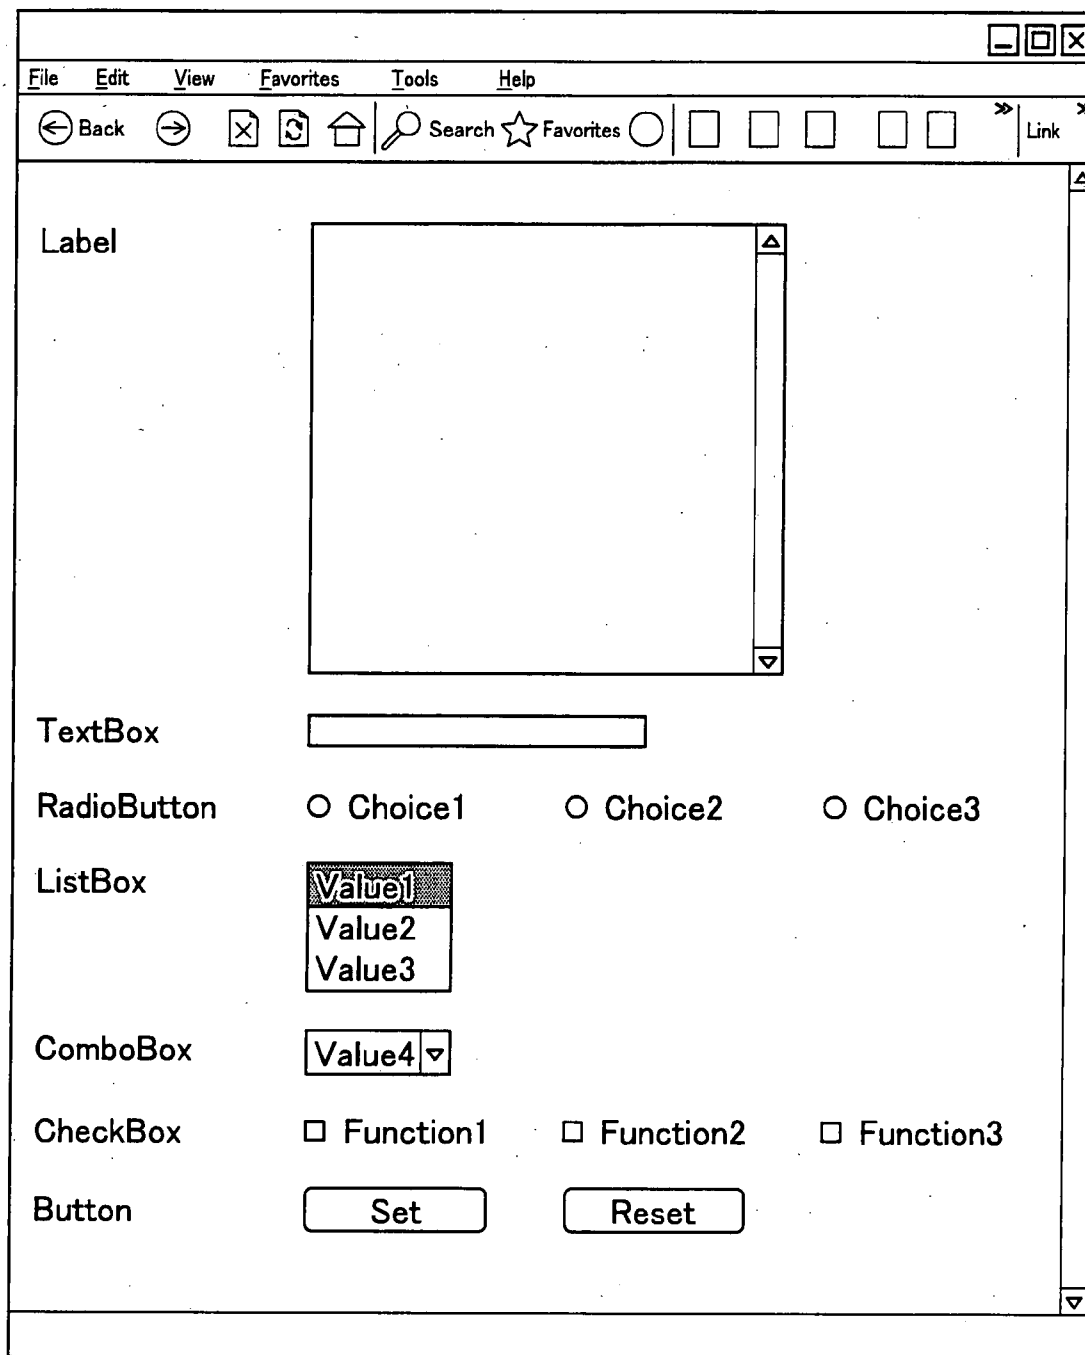 File Edit View Favorites Tools Help
Back Search Favorites Link
Label
TextBox
RadioButton Choice1 Choice2 Choice3
ListBox Value1
Value2
Value3
ComboBox Value4
CheckBox Function1 Function2 Function3
Button Set Reset